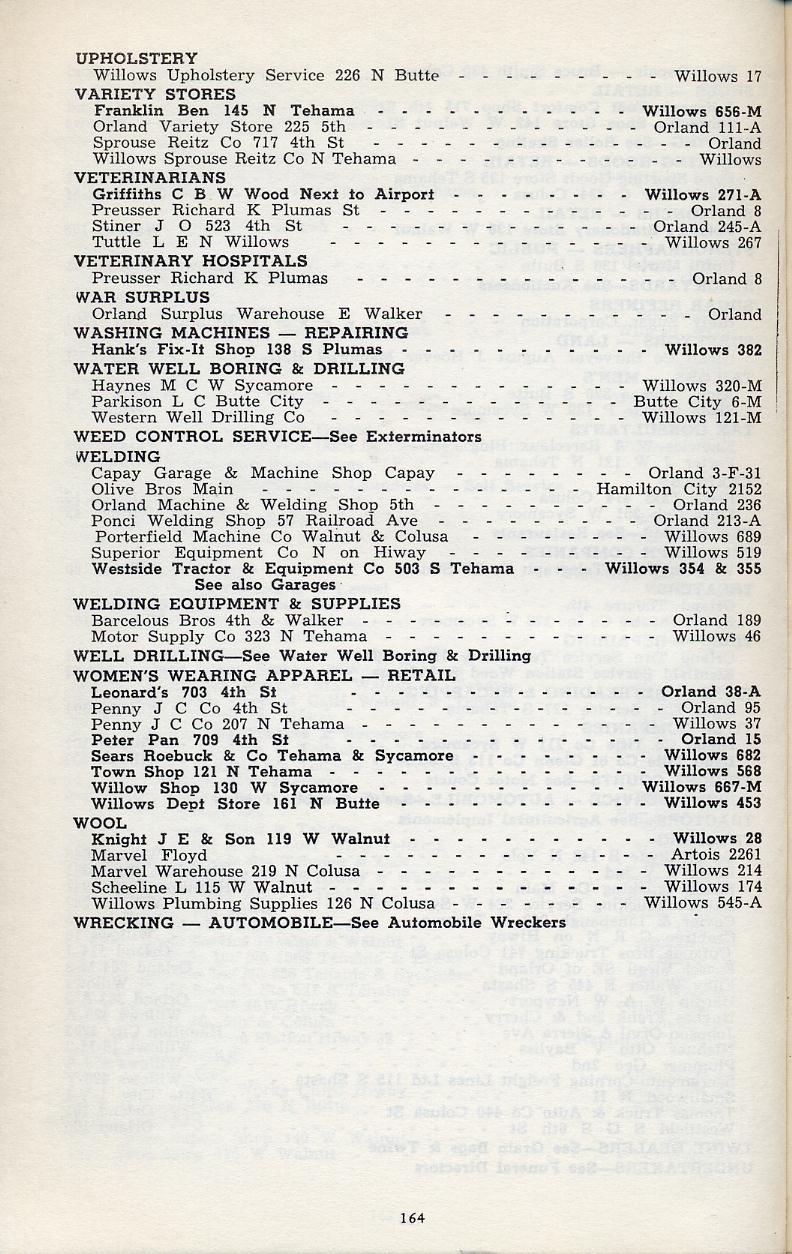 UPHOLSTERY
Willows Upholstery Service 226 N Butte - - - - - - - - - Willows 17
VARIETY STORES
Franklin Ben 145 N Tehama - - - - - - - - - - - - Willows 656-M
Orland Variety Store 225 5th - - - - - - - - - - - - Orland 111-A
Sprouse Reitz Co 717 4th St - - - - - - - - - - - - - - Orland
Willows Sprouse Reitz Co N Tehama - - - - - - - - - - - - Willows
VETERINARIANS
Griffiths C B W Wood Next to Airport - - - - - - - - Willows 271-A
Preusser Richard K Plumas St - - - - - - - - - - - - - Orland 8
Stiner J O 523 4th St - - - - - - - - - - - - - Orland 245-A
Tuttle L E N Willows - - - - - - - - - - - - - - Willows 267
VETERINARY HOSPITALS
Preusser Richard K Plumas - - - - - - - - - - - - - Orland 8
WAR SURPLUS
Orland Surplus Warehouse E Walker - - - - - - - - - - - Orland
WASHING MACHINES — REPAIRING
Hank's Fix-It Shop 138 S Plumas - - - - - - - - - - - Willows 382
WATER WELL BORING & DRILLING
Haynes M C W Sycamore - - - - - - - - - - - - - Willows 320-M
Parkison L C Butte City - - - - - - - - - - - - - Butte City 6-M
Western Well Drilling Co - - - - - - - - - - - - - Willows 121-M
WEED CONTROL SERVICE—See Exterminators
WELDING
Capay Garage & Machine Shop Capay - - - - - - - - Orland 3-F-31
Olive Bros Main - - - - - - - - - - - - - Hamilton City 2152
Orland Machine & Welding Shop 5th - - - - - - - - - - Orland 236
Ponci Welding Shop 57 Railroad Ave - - - - - - - - Orland 213-A
Porterfield Machine Co Walnut & Colusa - - - - - - - - Willows 689
Superior Equipment Co N on Hiway - - - - - - - - - Willows 519
Westside Tractor & Equipment Co 503 S Tehama - - - Willows 354 & 355
See also Garages
WELDING EQUIPMENT & SUPPLIES
Barcelous Bros 4th & Walker - - - - - - - - - - - - - Orland 189
Motor Supply Co 323 N Tehama - - - - - - - - - - - - Willows 46
WELL DRILLING—See Water Well Boring & Drilling
WOMEN'S WEARING APPAREL — RETAIL
Leonard's 703 4th St - - - - - - - - - - - - - Orland 38-A
Penny J C Co 4th St - - - - - - - - - - - - - - Orland 95
Penny J C Co 207 N Tehama - - - - - - - - - - - - - Willows 37
Peter Pan 709 4th St - - - - - - - - - - - - - Orland 15
Sears Roebuck & Co Tehama & Sycamore - - - - - - - - Willows 682
Town Shop 121 N Tehama - - - - - - - - - - - - - - Willows 568
Willow Shop 130 W Sycamore - - - - - - - - - - - Willows 667-M
Willows Dept Store 161 N Butte - - - - - - - - - - - Willows 453
WOOL
Knight J E & Son 119 W Walnut - - - - - - - - - - - Willows 28
Marvel Floyd - - - - - - - - - - - - - - Artois 2261
Marvel Warehouse 219 N Colusa - - - - - - - - - - - - Willows 214
Scheeline L 115 W Walnut - - - - - - - - - - - - - - Willows 174
Willows Plumbing Supplies 126 N Colusa - - - - - - - - Willows 545-A
WRECKING — AUTOMOBILE—See Automobile Wreckers
164